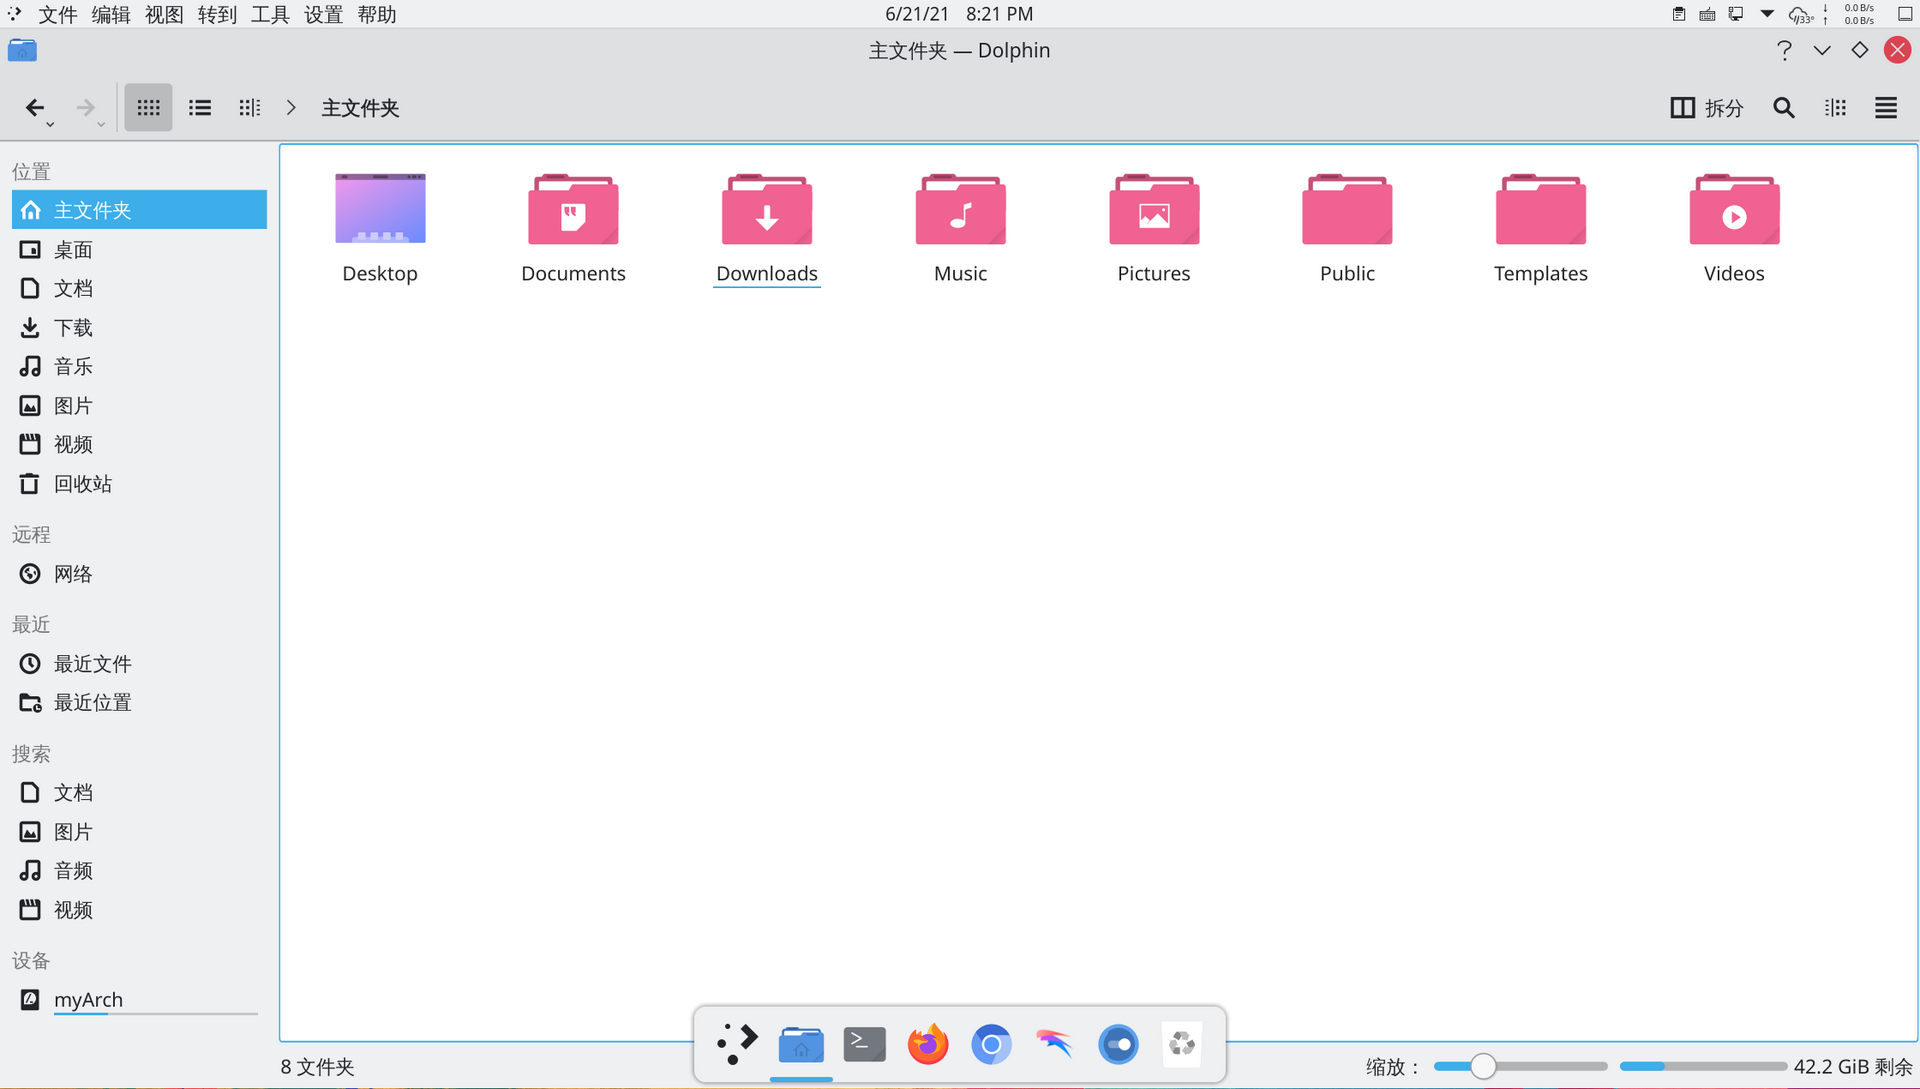 文件 编辑 视图 转到 工具 设置 帮助
6/21/21 8:21 PM
33°
0.0 B/s
0.0 B/s
主文件夹 — Dolphin
主文件夹
拆分
位置
主文件夹
桌面
文档
下载
音乐
图片
视频
回收站
远程
网络
最近
最近文件
最近位置
搜索
文档
图片
音频
视频
设备
myArch
Desktop
Documents
Downloads
Music
Pictures
Public
Templates
Videos
8 文件夹
缩放：
42.2 GiB 剩余